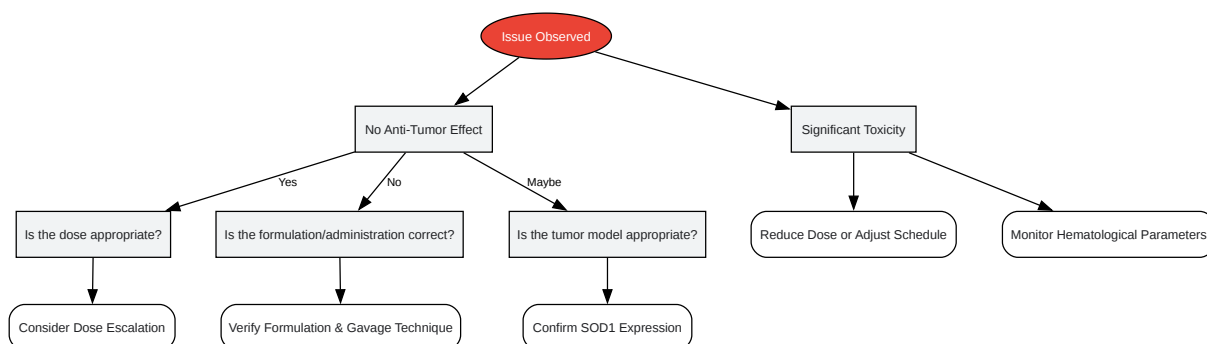 Issue Observed
No Anti-Tumor Effect
Significant Toxicity
Yes
No
Maybe
Is the dose appropriate?
Is the formulation/administration correct?
Is the tumor model appropriate?
Reduce Dose or Adjust Schedule
Monitor Hematological Parameters
Consider Dose Escalation
Verify Formulation & Gavage Technique
Confirm SOD1 Expression